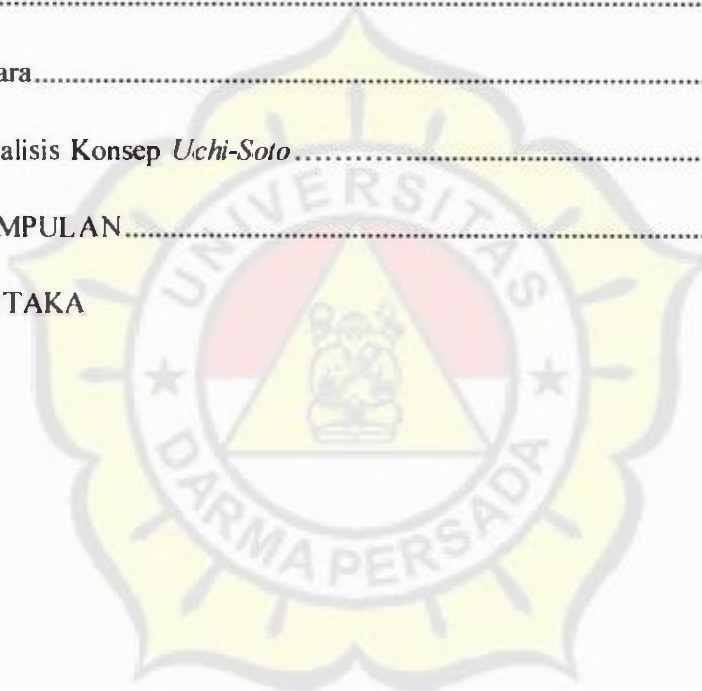 ara
alisis Konsep Uchi-Soto
MPULAN
TAKA
UNIVERSITAS
DARMA PERSADA